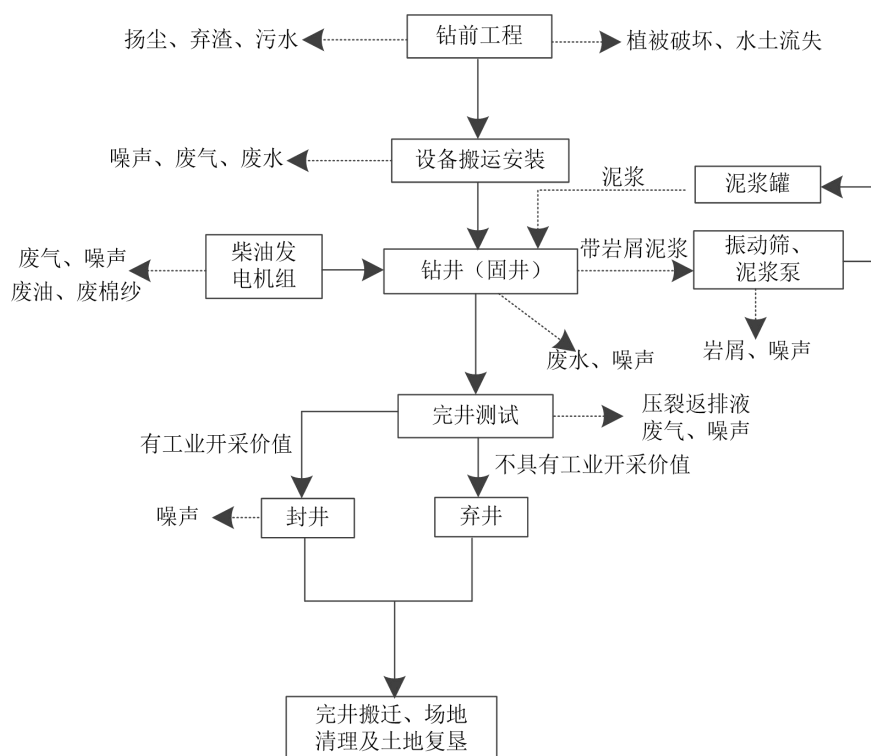 扬尘、弃渣、污水
钻前工程
植被破坏、水土流失
噪声、废气、废水
设备搬运安装
泥浆
泥浆罐
废气、噪声
废油、废棉纱
柴油发
电机组
钻井（固井）
带岩屑泥浆
振动筛、
泥浆泵
废水、噪声
岩屑、噪声
完井测试
压裂返排液
废气、噪声
有工业开采价值
不具有工业开采价值
噪声
封井
弃井
完井搬迁、场地
清理及土地复垦